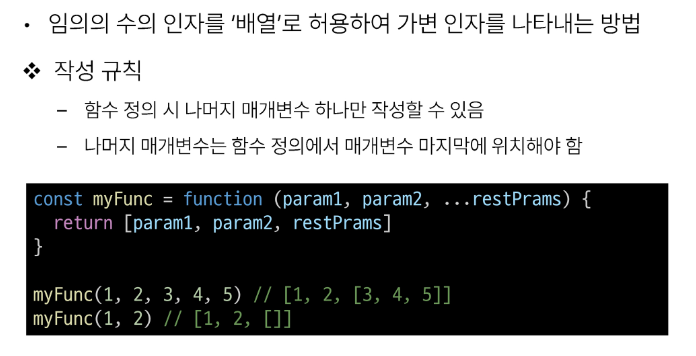 • 임의의 수의 인자를 ‘배열’로 허용하여 가변 인자를 나타내는 방법
❖ 작성 규칙
– 함수 정의 시 나머지 매개변수 하나만 작성할 수 있음
– 나머지 매개변수는 함수 정의에서 매개변수 마지막에 위치해야 함
const myFunc = function (param1, param2, ...restPrams) {
  return [param1, param2, restPrams]
}
myFunc(1, 2, 3, 4, 5) // [1, 2, [3, 4, 5]]
myFunc(1, 2) // [1, 2, []]